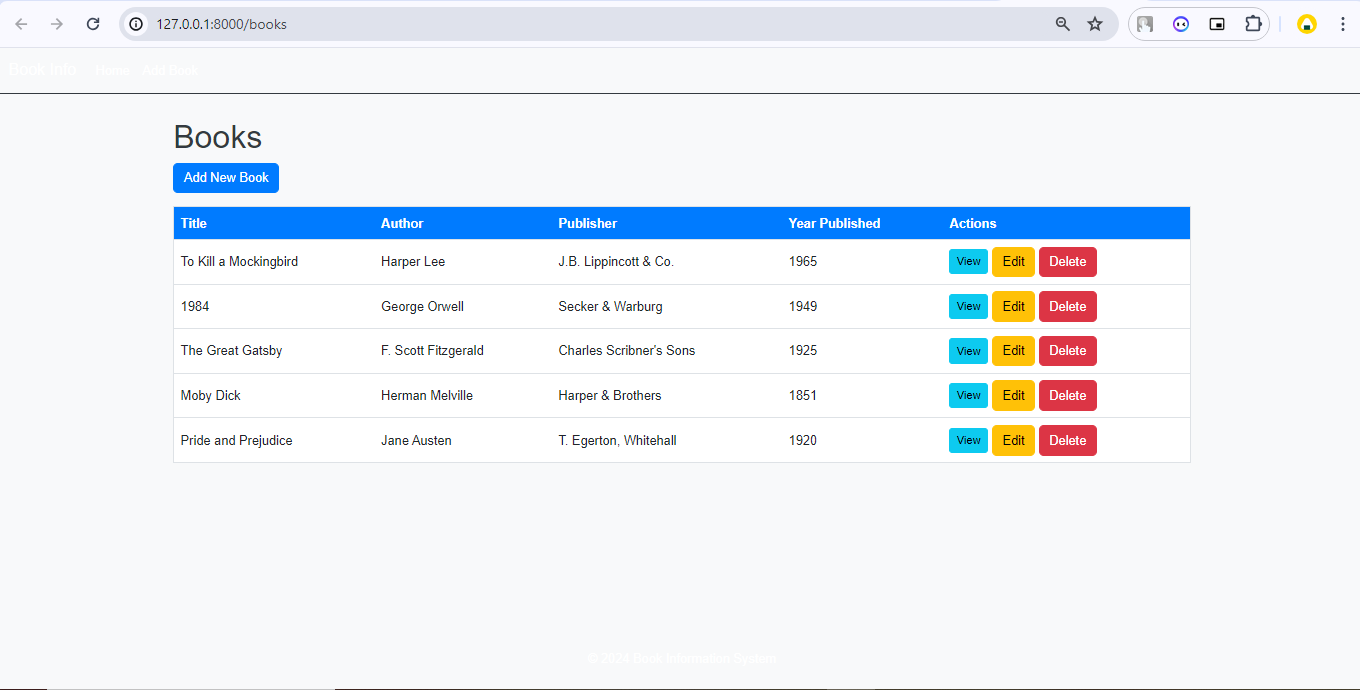 127.0.0.1:8000/books
Book Info Home Add Book
Books
Add New Book
Title Author Publisher Year Published Actions
To Kill a Mockingbird Harper Lee J.B. Lippincott & Co. 1965 View Edit Delete
1984 George Orwell Secker & Warburg 1949 View Edit Delete
The Great Gatsby F. Scott Fitzgerald Charles Scribner's Sons 1925 View Edit Delete
Moby Dick Herman Melville Harper & Brothers 1851 View Edit Delete
Pride and Prejudice Jane Austen T. Egerton, Whitehall 1920 View Edit Delete
© 2024 Book Information System